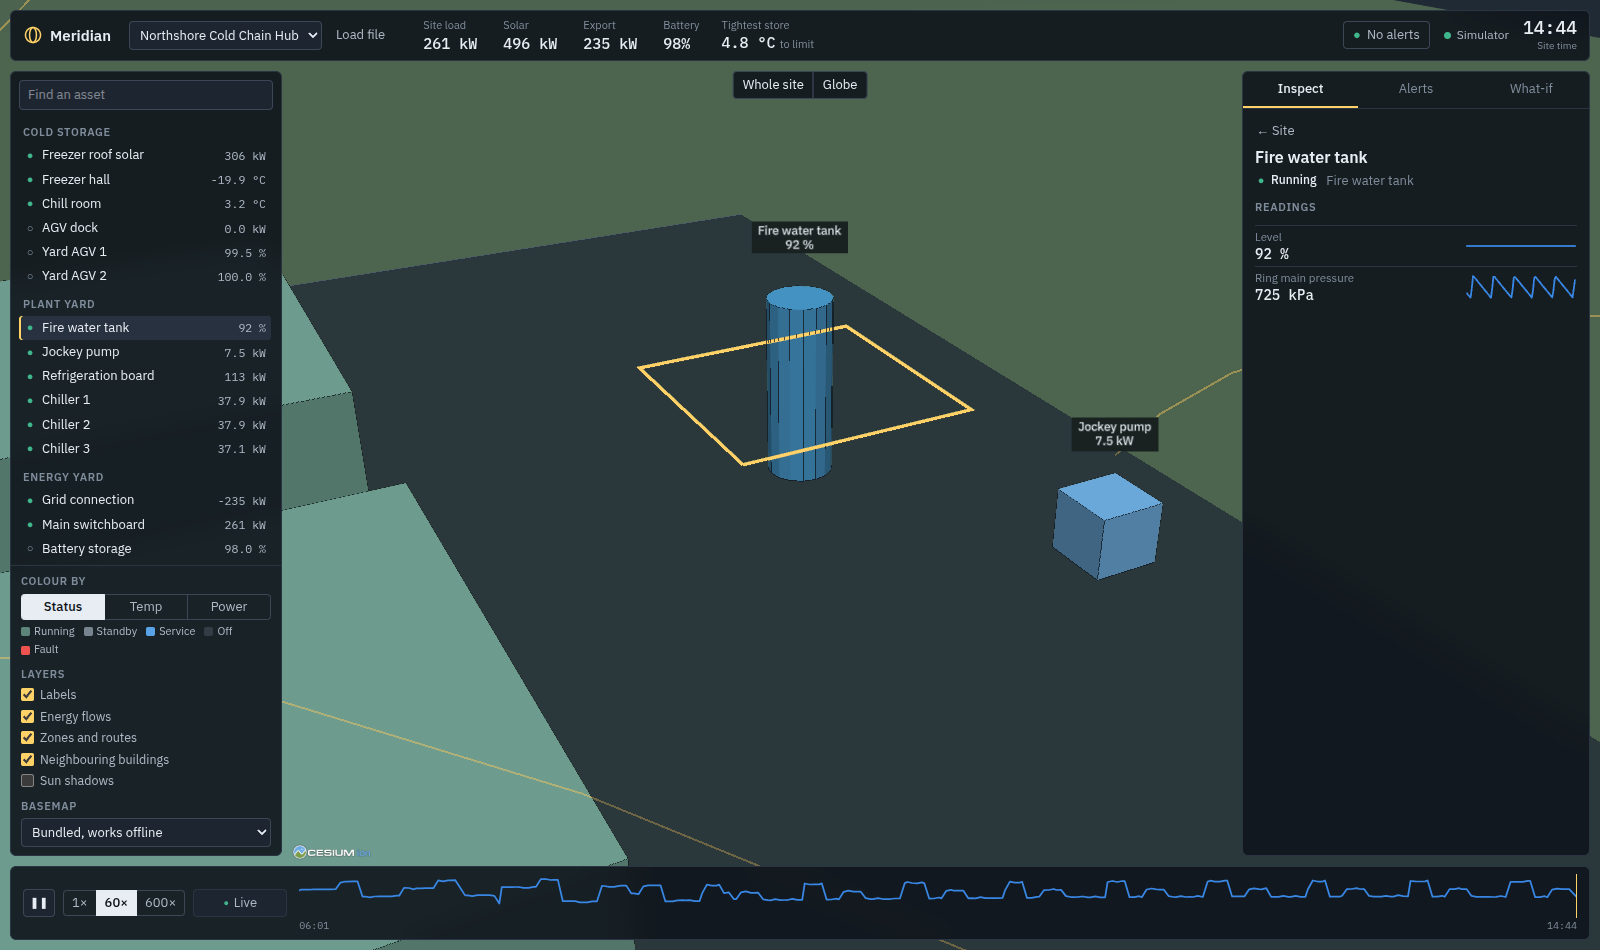 Meridian
Northshore Cold Chain Hub
Load file
Site load
261 kW
Solar
496 kW
Export
235 kW
Battery
98%
Tightest store
4.8 °C to limit
No alerts
Simulator
14:44
Site time
Find an asset
COLD STORAGE
Freezer roof solar 306 kW
Freezer hall -19.9 °C
Chill room 3.2 °C
AGV dock 0.0 kW
Yard AGV 1 99.5 %
Yard AGV 2 100.0 %
PLANT YARD
Fire water tank 92 %
Jockey pump 7.5 kW
Refrigeration board 113 kW
Chiller 1 37.9 kW
Chiller 2 37.9 kW
Chiller 3 37.1 kW
ENERGY YARD
Grid connection -235 kW
Main switchboard 261 kW
Battery storage 98.0 %
COLOUR BY
Status Temp Power
Running Standby Service Off
Fault
LAYERS
Labels
Energy flows
Zones and routes
Neighbouring buildings
Sun shadows
BASEMAP
Bundled, works offline
Whole site Globe
Fire water tank
92 %
Jockey pump
7.5 kW
CESIUM
Inspect Alerts What-if
← Site
Fire water tank
Running Fire water tank
READINGS
Level
92 %
Ring main pressure
725 kPa
1× 60× 600×
Live
06:01
14:44